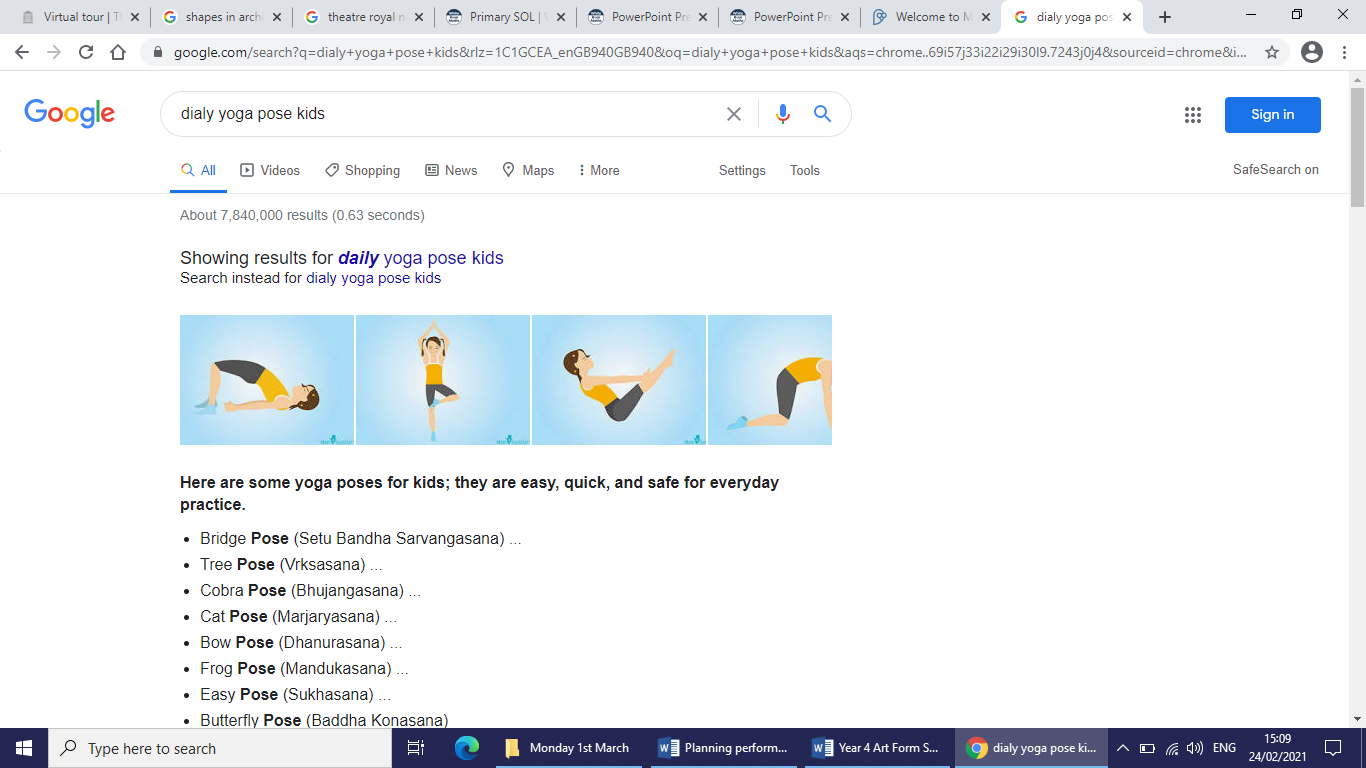 Virtual tour | T
shapes in arch
theatre royal n
Primary SOL | W
PowerPoint Pre
PowerPoint Pre
Welcome to M
dialy yoga pos
google.com/search?q=dialy+yoga+pose+kids&rlz=1C1GCEA_enGB940GB940&oq=dialy+yoga+pose+kids&aqs=chrome..69i57j33i22i29i30l9.7243j0j4&sourceid=chrome&i...
Google
dialy yoga pose kids
Sign in
All
Videos
Shopping
News
Maps
More
Settings
Tools
SafeSearch on
About 7,840,000 results (0.63 seconds)
Showing results for daily yoga pose kids
Search instead for dialy yoga pose kids
Here are some yoga poses for kids; they are easy, quick, and safe for everyday
practice.
• Bridge Pose (Setu Bandha Sarvangasana) ...
• Tree Pose (Vrksasana) ...
• Cobra Pose (Bhujangasana) ...
• Cat Pose (Marjaryasana) ...
• Bow Pose (Dhanurasana) ...
• Frog Pose (Mandukasana) ...
• Easy Pose (Sukhasana) ...
• Butterfly Pose (Baddha Konasana)
Type here to search
Monday 1st March
Planning perform...
Year 4 Art Form S...
dialy yoga pose ki...
ENG
15:09
24/02/2021